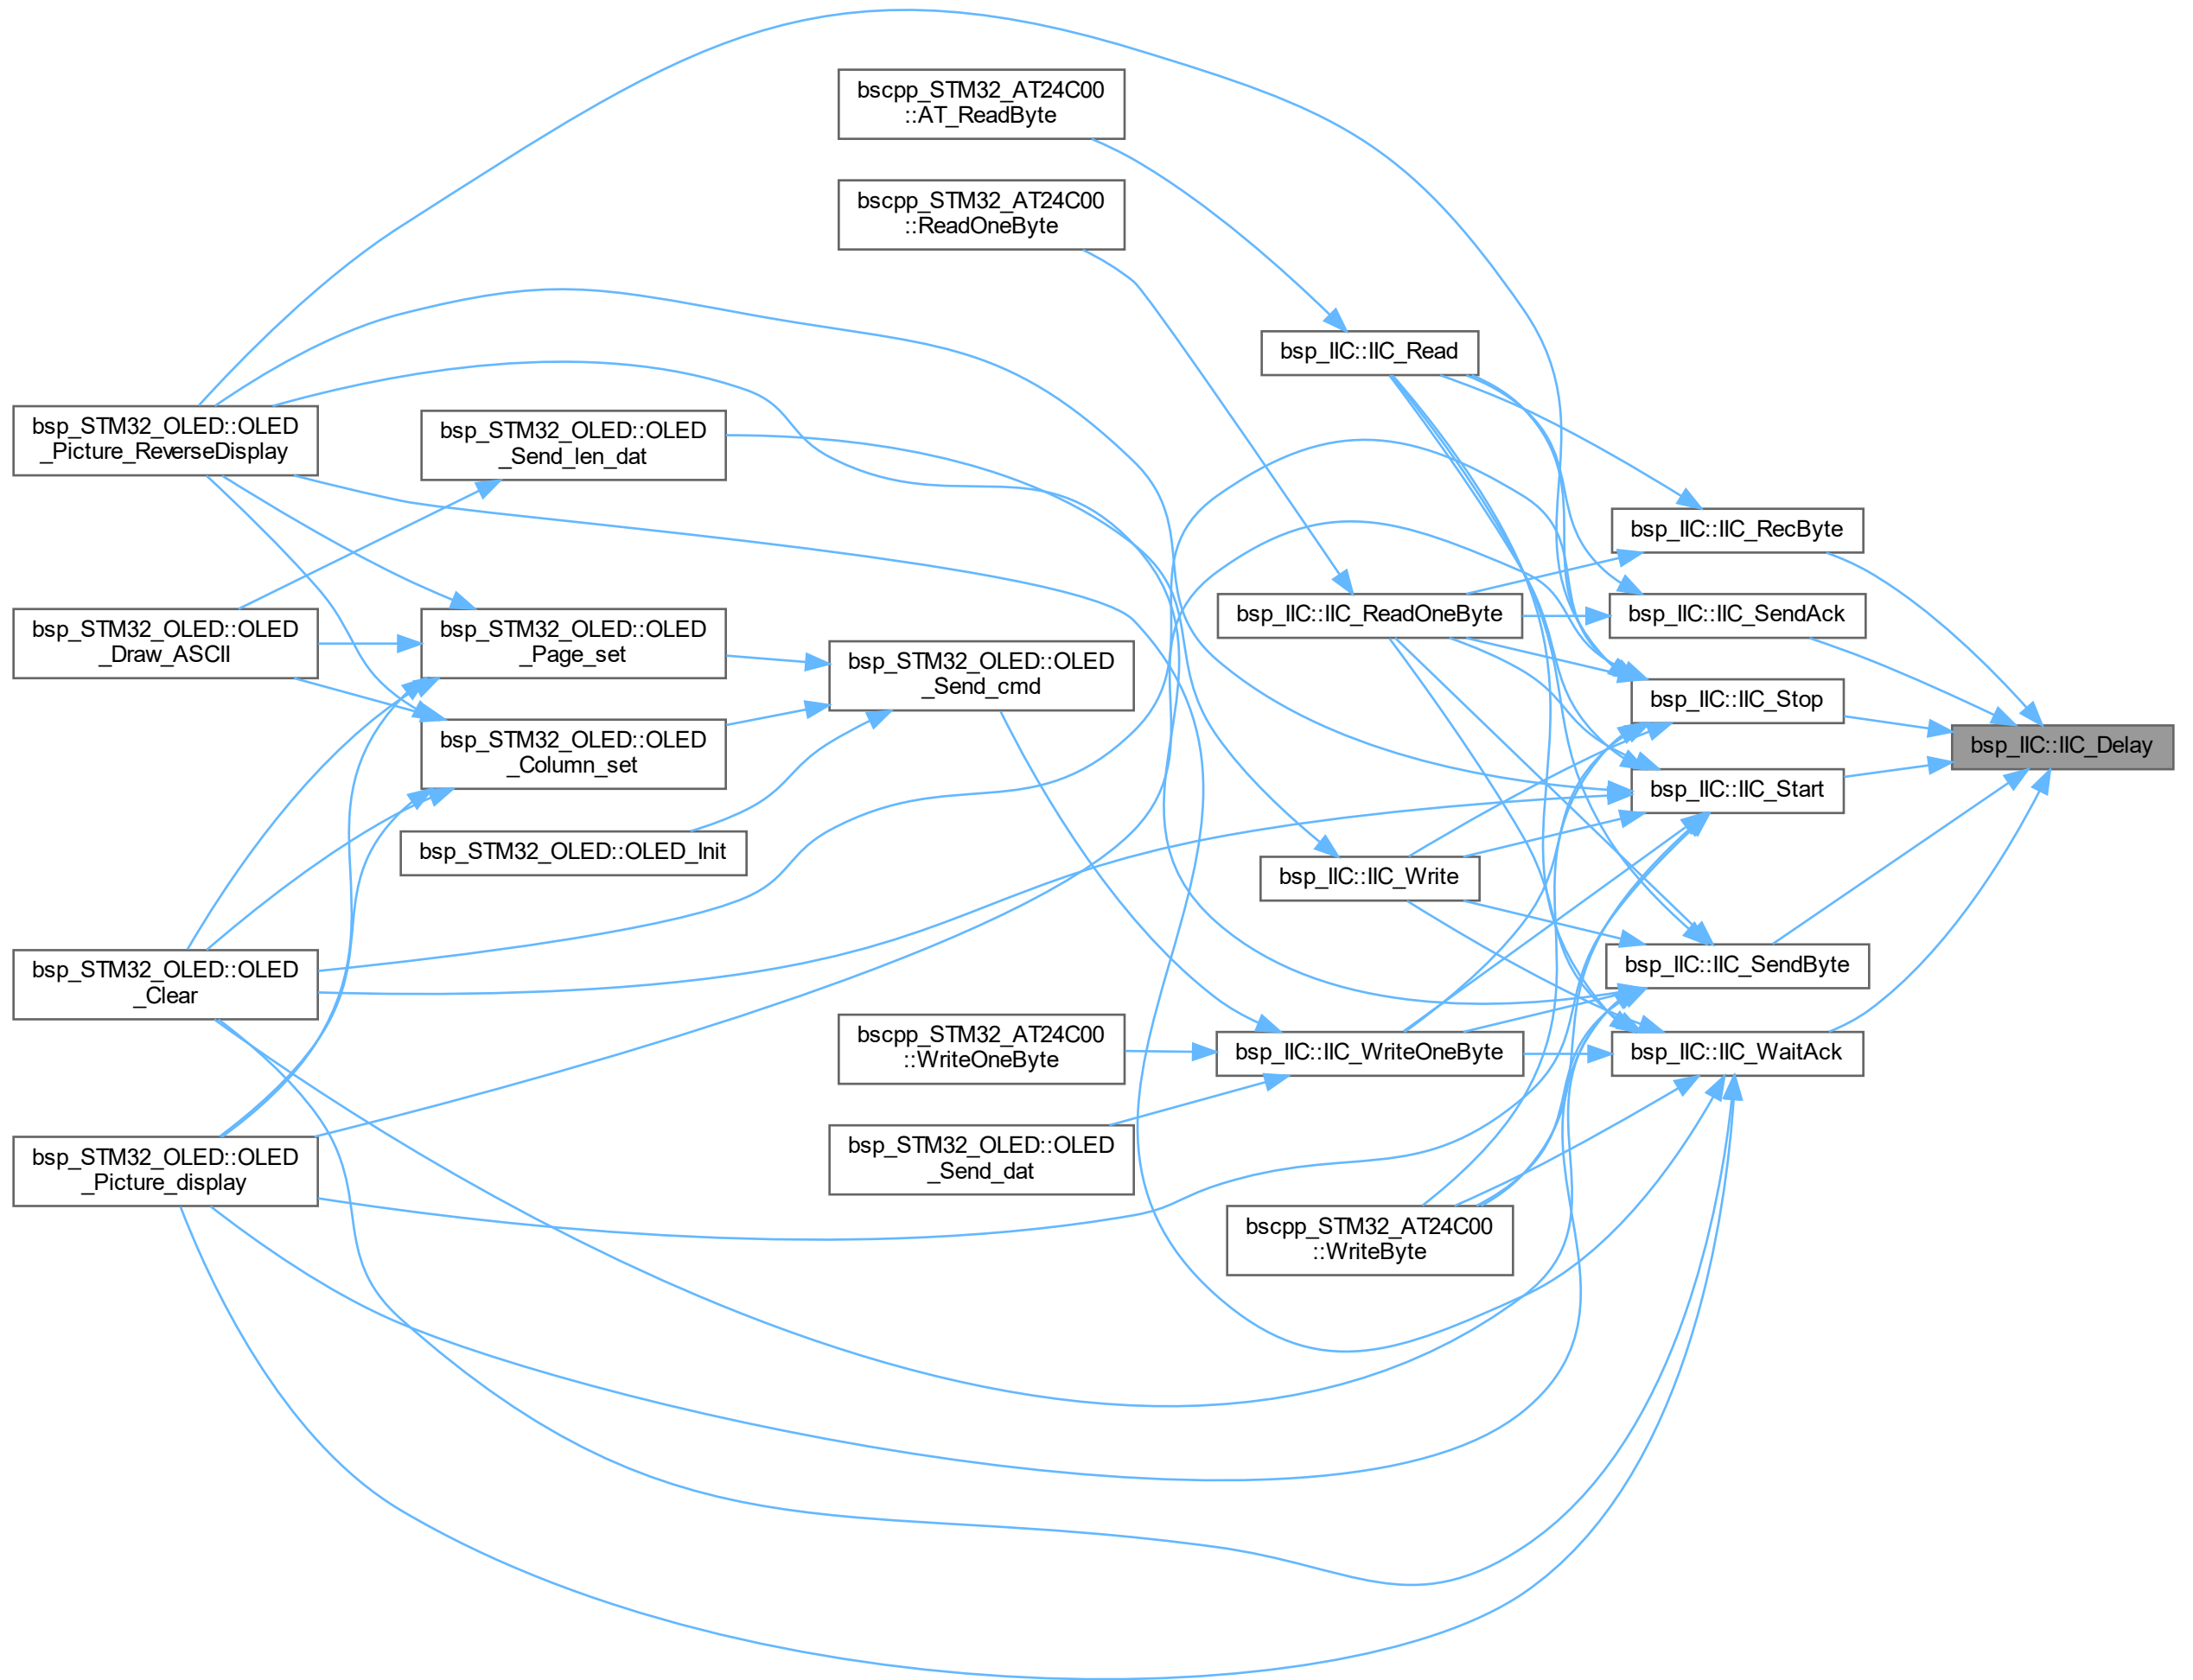 bscpp_STM32_AT24C00
::AT_ReadByte
bscpp_STM32_AT24C00
::ReadOneByte
bsp_IIC::IIC_Read
bsp_STM32_OLED::OLED
_Picture_ReverseDisplay
bsp_STM32_OLED::OLED
_Send_len_dat
bsp_IIC::IIC_RecByte
bsp_IIC::IIC_ReadOneByte
bsp_IIC::IIC_SendAck
bsp_STM32_OLED::OLED
_Draw_ASCII
bsp_STM32_OLED::OLED
_Page_set
bsp_STM32_OLED::OLED
_Send_cmd
bsp_IIC::IIC_Stop
bsp_IIC::IIC_Delay
bsp_STM32_OLED::OLED
_Column_set
bsp_IIC::IIC_Start
bsp_STM32_OLED::OLED_Init
bsp_IIC::IIC_Write
bsp_IIC::IIC_SendByte
bsp_STM32_OLED::OLED
_Clear
bscpp_STM32_AT24C00
::WriteOneByte
bsp_IIC::IIC_WriteOneByte
bsp_IIC::IIC_WaitAck
bsp_STM32_OLED::OLED
_Picture_display
bsp_STM32_OLED::OLED
_Send_dat
bscpp_STM32_AT24C00
::WriteByte